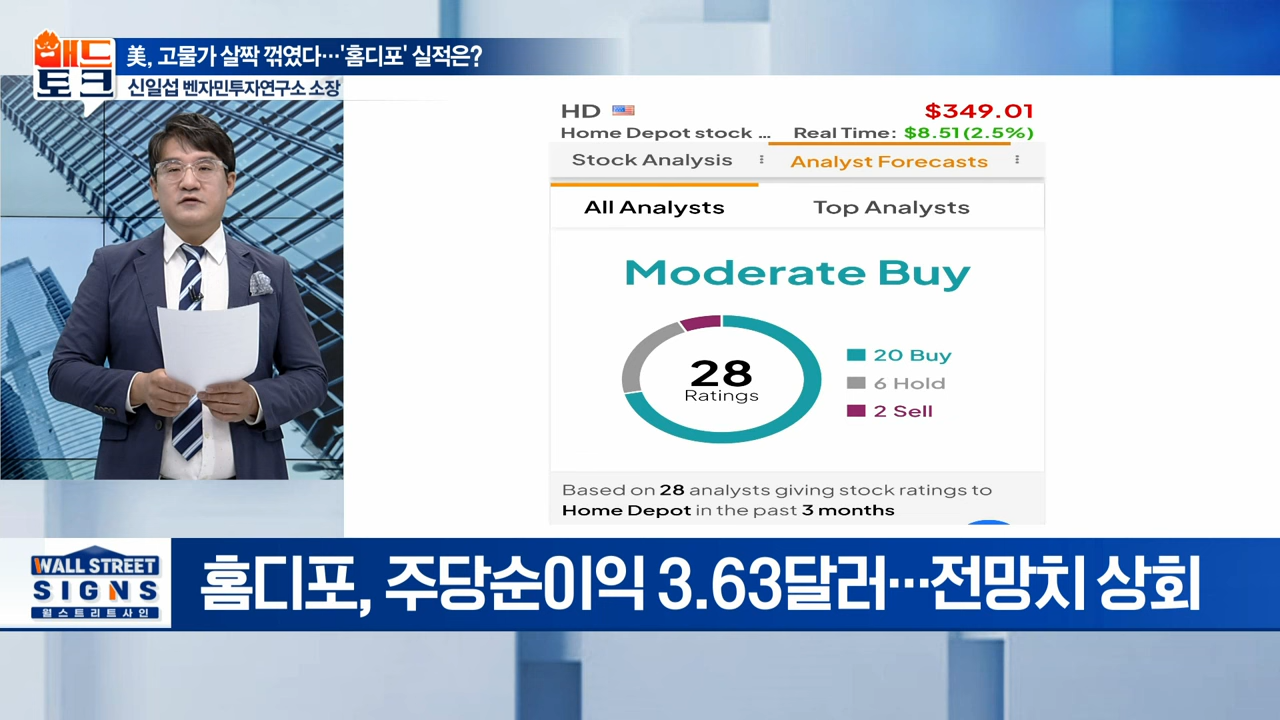 매드
토크
美, 고물가 살짝 꺾였다…'홈디포' 실적은?
신일섭 벤자민투자연구소 소장
HD
$349.01
Home Depot stock ...
Real Time: $8.51(2.5%)
Stock Analysis
Analyst Forecasts
All Analysts
Top Analysts
Moderate Buy
28
Ratings
20 Buy
6 Hold
2 Sell
Based on 28 analysts giving stock ratings to
Home Depot in the past 3 months
WALL STREET
SIGNS
월스트리트사인
홈디포, 주당순이익 3.63달러…전망치 상회